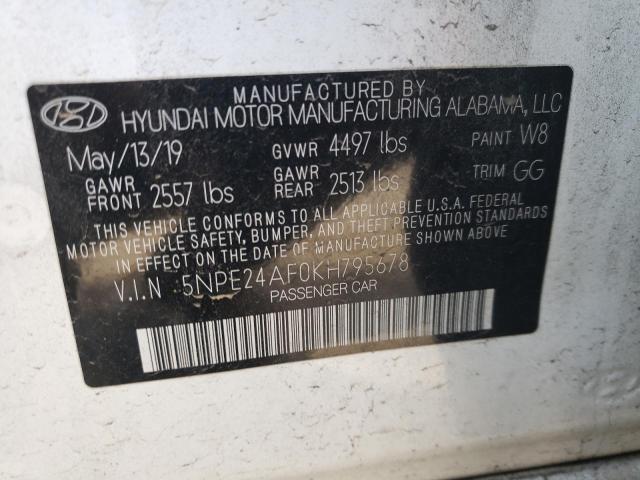 MANUFACTURED BY
HYUNDAI MOTOR MANUFACTURING ALABAMA, LLC
May/13/19 GVWR 4497 lbs PAINT W8
GAWR FRONT 2557 lbs GAWR REAR 2513 lbs TRIM GG
THIS VEHICLE CONFORMS TO ALL APPLICABLE U.S.A. FEDERAL
MOTOR VEHICLE SAFETY, BUMPER, AND THEFT PREVENTION STANDARDS
IN EFFECT ON THE DATE OF MANUFACTURE SHOWN ABOVE.
V.I.N 5NPE24AF0KH795678
PASSENGER CAR